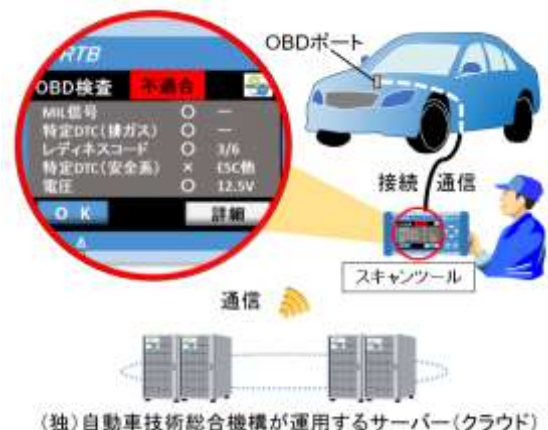 RTB
OBD検査 不適合
MIL信号 ○ ー
特定DTC(排ガス) ○ ー
レディネスコード ○ 3/6
特定DTC(安全系) × ESC他
電圧 ○ 12.5V
OK 詳細
OBDポート
接続 通信
スキャンツール
通信
(独)自動車技術総合機構が運用するサーバー(クラウド)